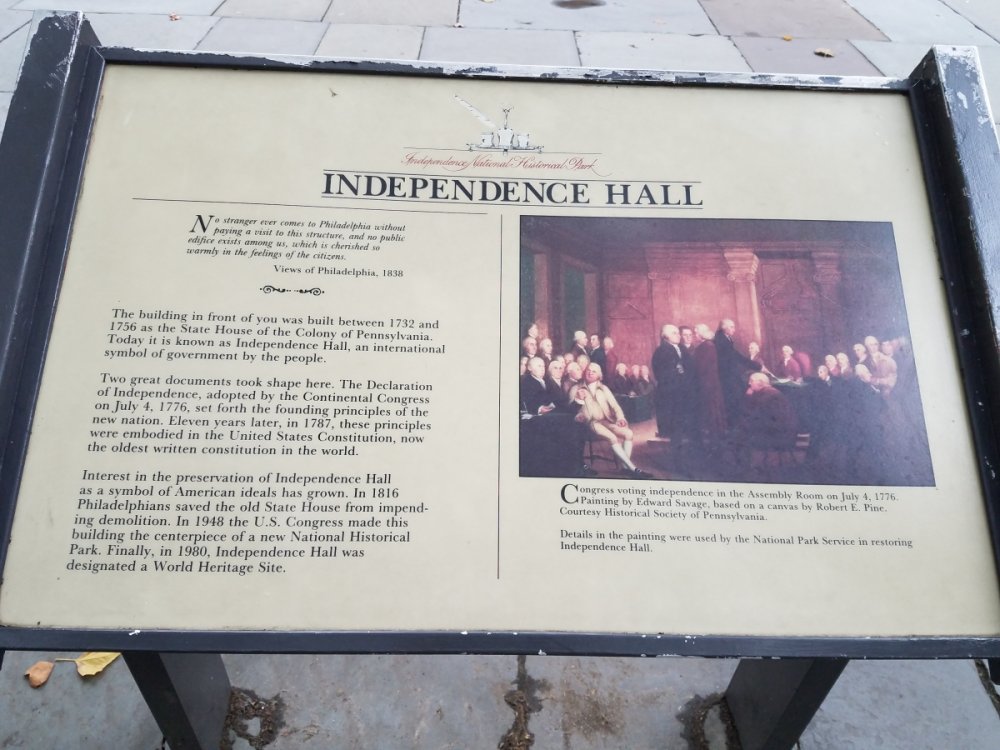 Independence National Historical Park
INDEPENDENCE HALL
No stranger ever comes to Philadelphia without
paying a visit to this structure, and no public
edifice exists among us, which is cherished so
warmly in the feelings of the citizens.
Views of Philadelphia, 1838
The building in front of you was built between 1732 and
1756 as the State House of the Colony of Pennsylvania.
Today it is known as Independence Hall, an international
symbol of government by the people.
Two great documents took shape here. The Declaration
of Independence, adopted by the Continental Congress
on July 4, 1776, set forth the founding principles of the
new nation. Eleven years later, in 1787, these principles
were embodied in the United States Constitution, now
the oldest written constitution in the world.
Interest in the preservation of Independence Hall
as a symbol of American ideals has grown. In 1816
Philadelphians saved the old State House from impend-
ing demolition. In 1948 the U.S. Congress made this
building the centerpiece of a new National Historical
Park. Finally, in 1980, Independence Hall was
designated a World Heritage Site.
Congress voting independence in the Assembly Room on July 4, 1776.
Painting by Edward Savage, based on a canvas by Robert E. Pine.
Courtesy Historical Society of Pennsylvania.
Details in the painting were used by the National Park Service in restoring
Independence Hall.